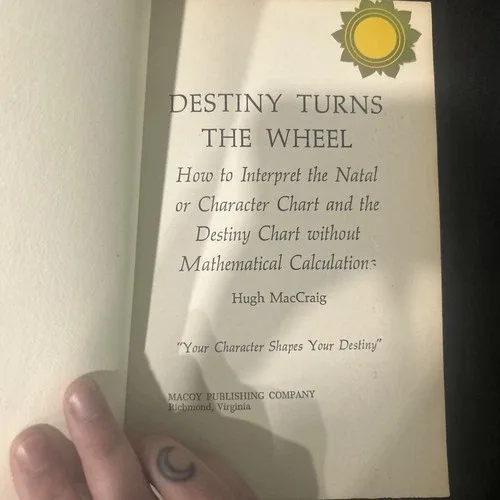 DESTINY TURNS
THE WHEEL
How to Interpret the Natal
or Character Chart and the
Destiny Chart without
Mathematical Calculations
Hugh MacCraig
"Your Character Shapes Your Destiny"
MACOY PUBLISHING COMPANY
Richmond, Virginia